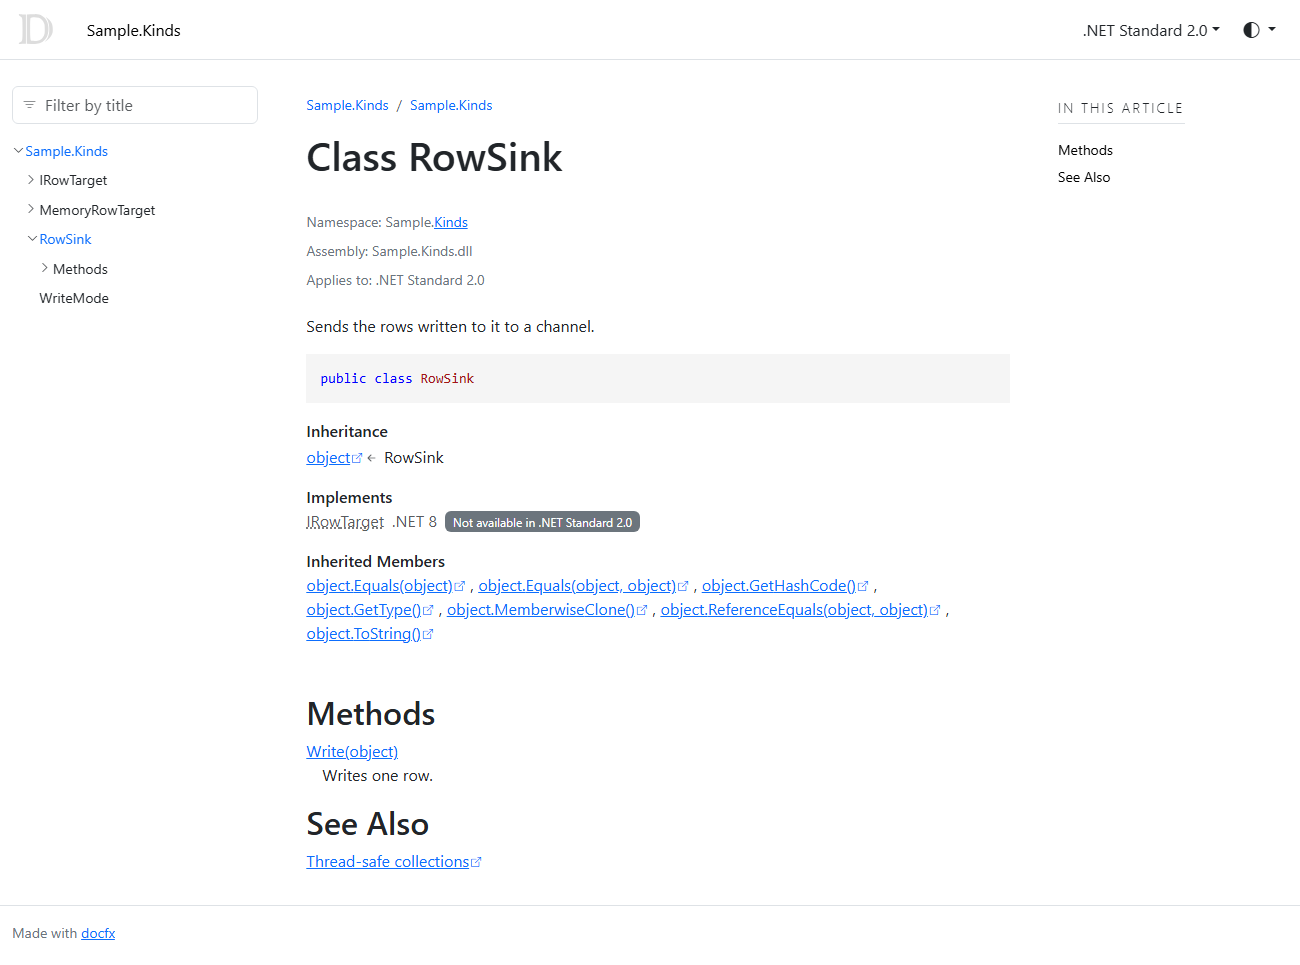 D
Sample.Kinds
.NET Standard 2.0
Filter by title
Sample.Kinds
IRowTarget
MemoryRowTarget
RowSink
Methods
WriteMode
Sample.Kinds / Sample.Kinds
Class RowSink
Namespace: Sample.Kinds
Assembly: Sample.Kinds.dll
Applies to: .NET Standard 2.0
Sends the rows written to it to a channel.
public class RowSink
Inheritance
object ← RowSink
Implements
IRowTarget .NET 8 Not available in .NET Standard 2.0
Inherited Members
object.Equals(object) , object.Equals(object, object) , object.GetHashCode() ,
object.GetType() , object.MemberwiseClone() , object.ReferenceEquals(object, object) ,
object.ToString()
Methods
Write(object)
Writes one row.
See Also
Thread-safe collections
IN THIS ARTICLE
Methods
See Also
Made with docfx